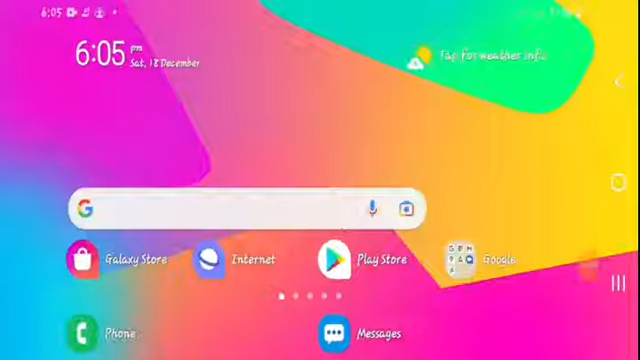 6:05
6:05 pm
Sat, 18 December
Tap for weather info
Galaxy Store
Internet
Play Store
Google
Phone
Messages